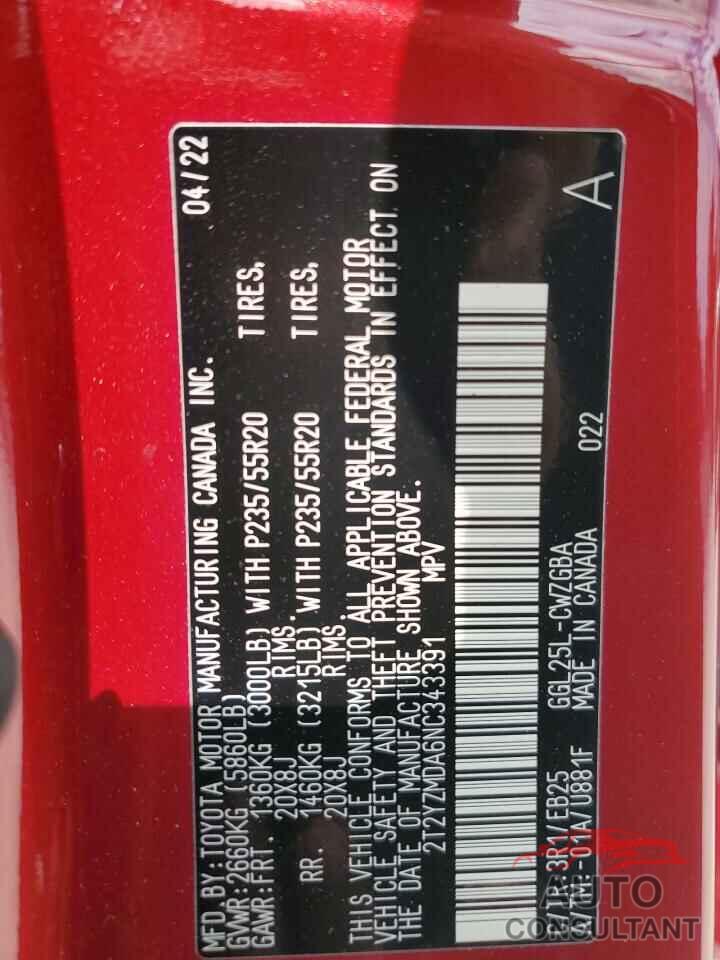 MFD. BY: TOYOTA MOTOR MANUFACTURING CANADA INC. 04/22
GVWR: 2660KG (5860LB)
GAWR: FRT. 1360KG (3000LB) WITH P235/55R20 TIRES,
20X8J RIMS.
RR. 1460KG (3215LB) WITH P235/55R20 TIRES,
20X8J RIMS.
THIS VEHICLE CONFORMS TO ALL APPLICABLE FEDERAL MOTOR
VEHICLE SAFETY AND THEFT PREVENTION STANDARDS IN EFFECT ON
THE DATE OF MANUFACTURE SHOWN ABOVE.
2T2YZMDA6NC343391 MPV
A
C/TR: 3R1/EB25 GGL25L-CWZGBA
A/TM: 01A/U881F MADE IN CANADA 022
AUTO
CONSULTANT